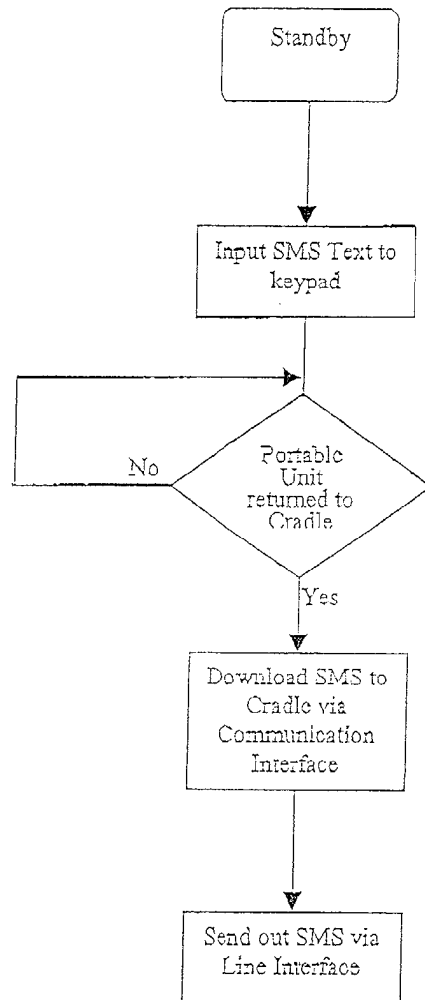 Standby
Input SMS Text to
keypad
Portable
Unit
returned to
Cradle
No
Yes
Download SMS to
Cradle via
Communication
Interface
Send out SMS via
Line Interface